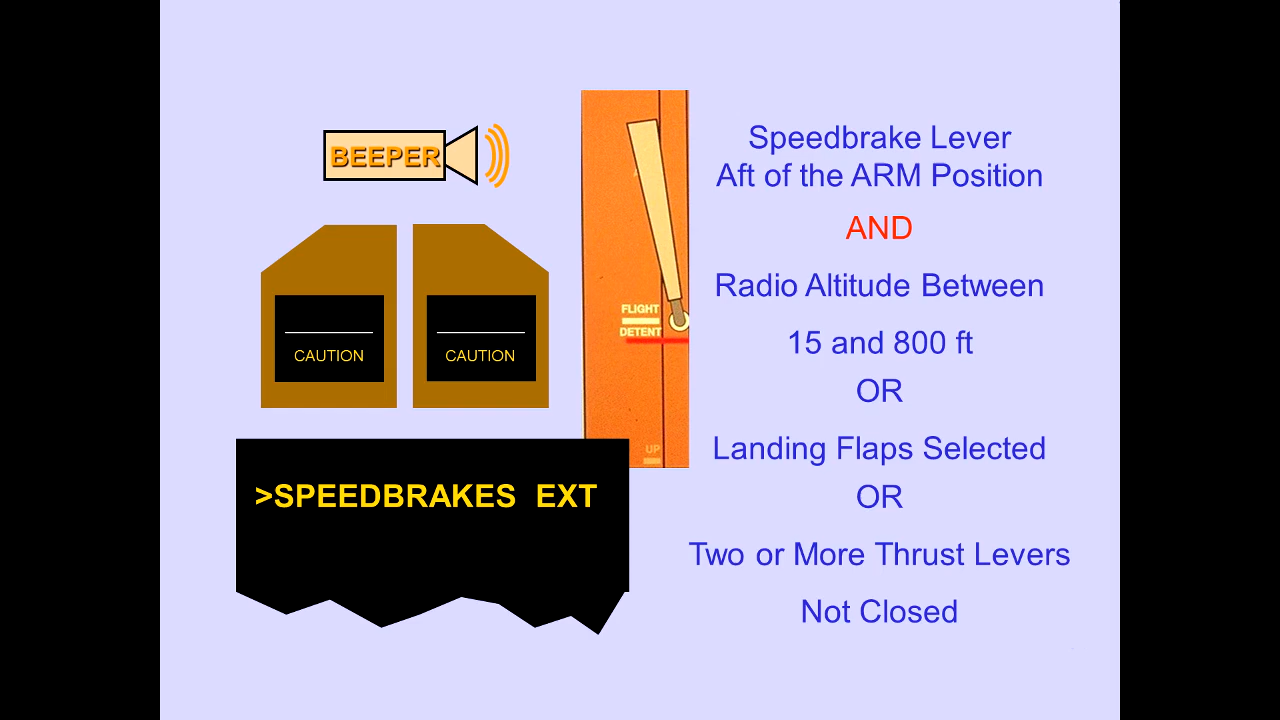 BEEPER
CAUTION
CAUTION
>SPEEDBRAKES EXT
FLIGHT
DETENT
UP
Speedbrake Lever
Aft of the ARM Position
AND
Radio Altitude Between
15 and 800 ft
OR
Landing Flaps Selected
OR
Two or More Thrust Levers
Not Closed